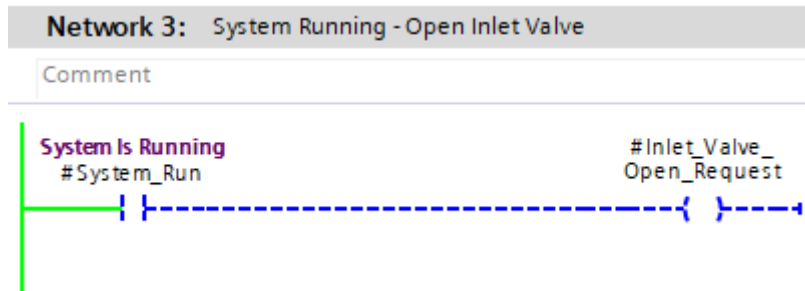 Network 3: System Running - Open Inlet Valve
Comment
System Is Running
#System_Run
#Inlet_Valve_
Open_Request